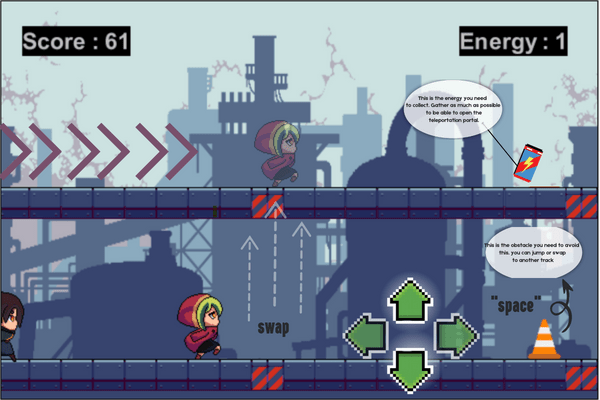 Score : 61
Energy : 1
This is the energy you need
to collect. Gather as much as possible
to be able to open the
teleportation portal.
This is the obstacle you need to avoid
this. you can jump or swap
to another track
"space"
swap